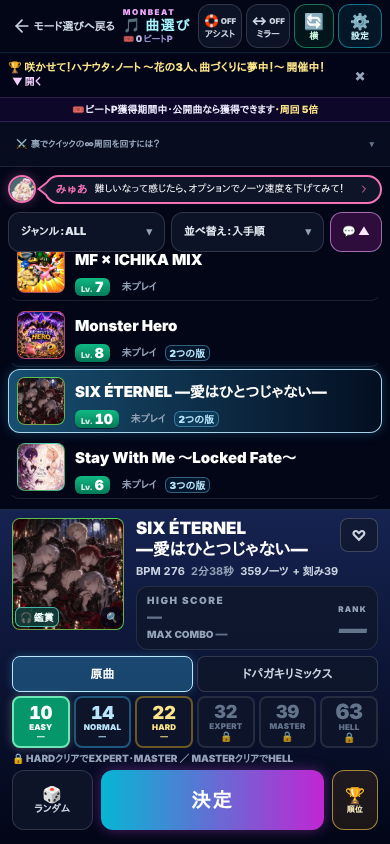 ← モード選びへ戻る
MONBEAT
🎵 曲選び
🎟 0 ビートP
OFF
アシスト
OFF
ミラー
横
設定
🏆 咲かせて!ハナウタ・ノート 〜花の3人、曲づくりに夢中!〜 開催中!
▼ 開く
✖
🎟ビートP獲得期間中・公開曲なら獲得できます・周回 5倍
⚔ 裏でクイックの∞周回を回すには?
▼
みゅあ 難しいなって感じたら、オプションでノーツ速度を下げてみて!
ジャンル:ALL ▼
並べ替え:入手順 ▼
💬 ▲
MF × ICHIKA MIX
Lv. 7 未プレイ
Monster Hero
Lv. 8 未プレイ 2つの版
SIX ÉTERNEL ―愛はひとつじゃない―
Lv. 10 未プレイ 2つの版
Stay With Me 〜Locked Fate〜
Lv. 6 未プレイ 3つの版
🎧 鑑賞
SIX ÉTERNEL
―愛はひとつじゃない―
BPM 276 2分38秒 359ノーツ + 刻み39
HIGH SCORE
—
MAX COMBO —
RANK
—
原曲
ドパガキリミックス
10
EASY
—
14
NORMAL
—
22
HARD
—
32
EXPERT
🔒
39
MASTER
🔒
63
HELL
🔒
🔒 HARDクリアでEXPERT・MASTER ／ MASTERクリアでHELL
🎲
ランダム
決定
🏆
順位